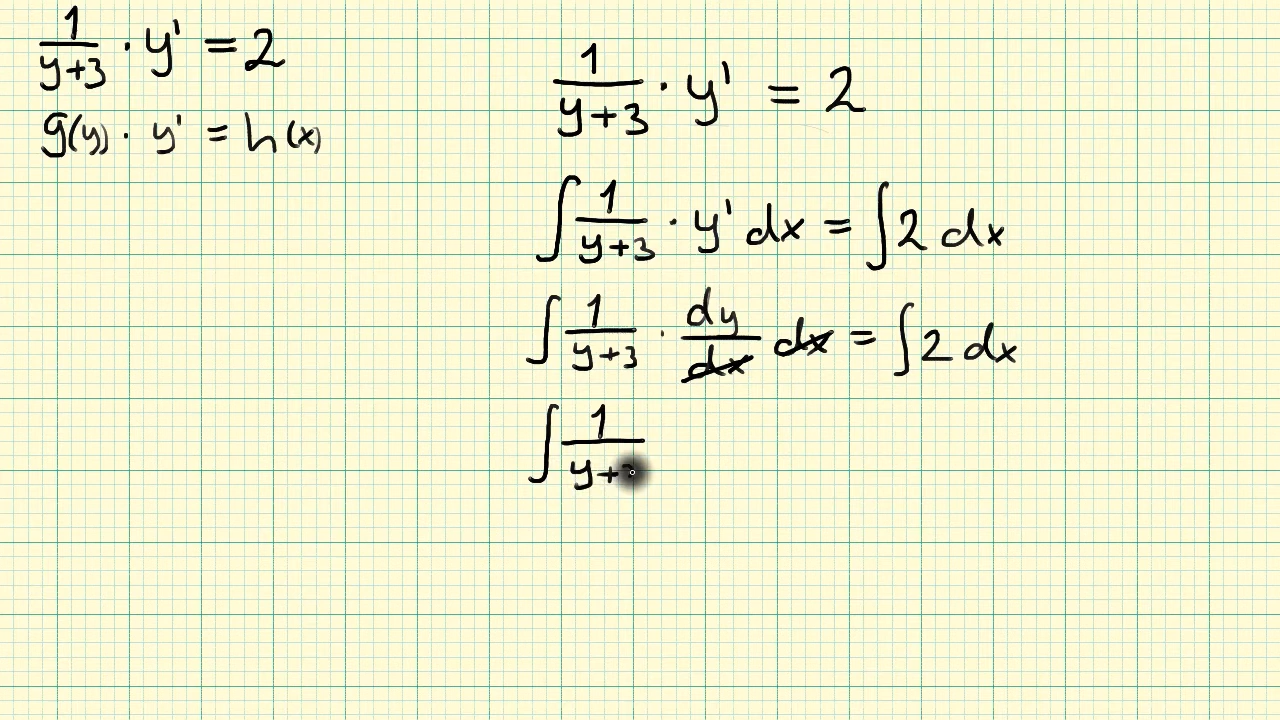 1/(y+3) · y' = 2
g(y) · y' = h(x)
1/(y+3) · y' = 2
∫ 1/(y+3) · y' dx = ∫ 2 dx
∫ 1/(y+3) · dy/dx dx = ∫ 2 dx
∫ 1/(y+